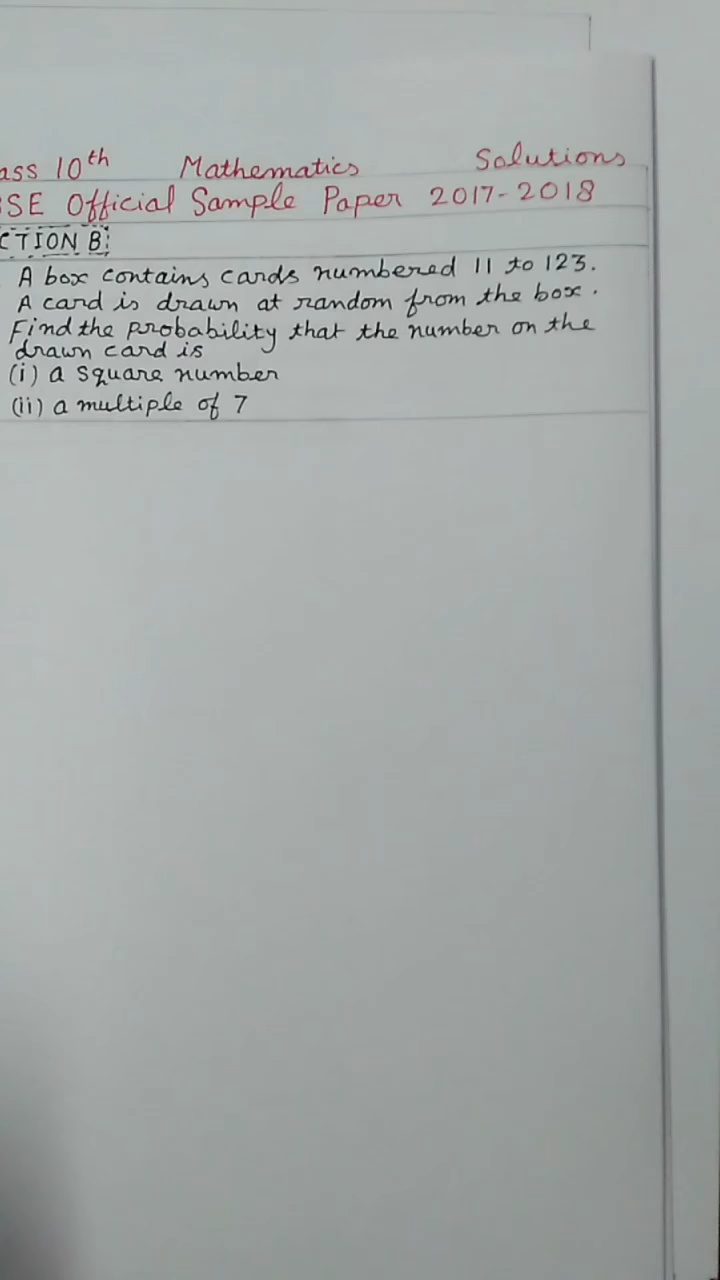 ass 10th Mathematics Solutions
SE Official Sample Paper 2017-2018
CTION B:
A box contains cards numbered 11 to 123.
A card is drawn at random from the box.
Find the probability that the number on the
drawn card is
(i) a square number
(ii) a multiple of 7